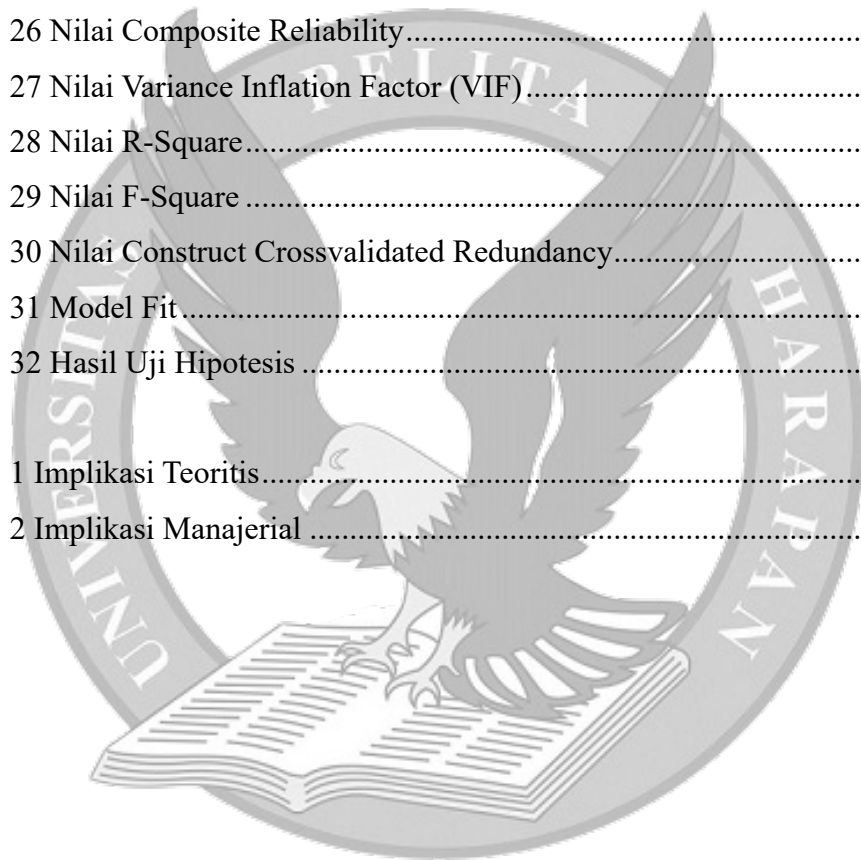 26 Nilai Composite Reliability..........................................................
27 Nilai Variance Inflation Factor (VIF)..........................................
28 Nilai R-Square..............................................................................
29 Nilai F-Square ..............................................................................
30 Nilai Construct Crossvalidated Redundancy...............................
31 Model Fit......................................................................................
32 Hasil Uji Hipotesis .......................................................................
1 Implikasi Teoritis............................................................................
2 Implikasi Manajerial ......................................................................
UNIVERSITAS PELITA HARAPAN